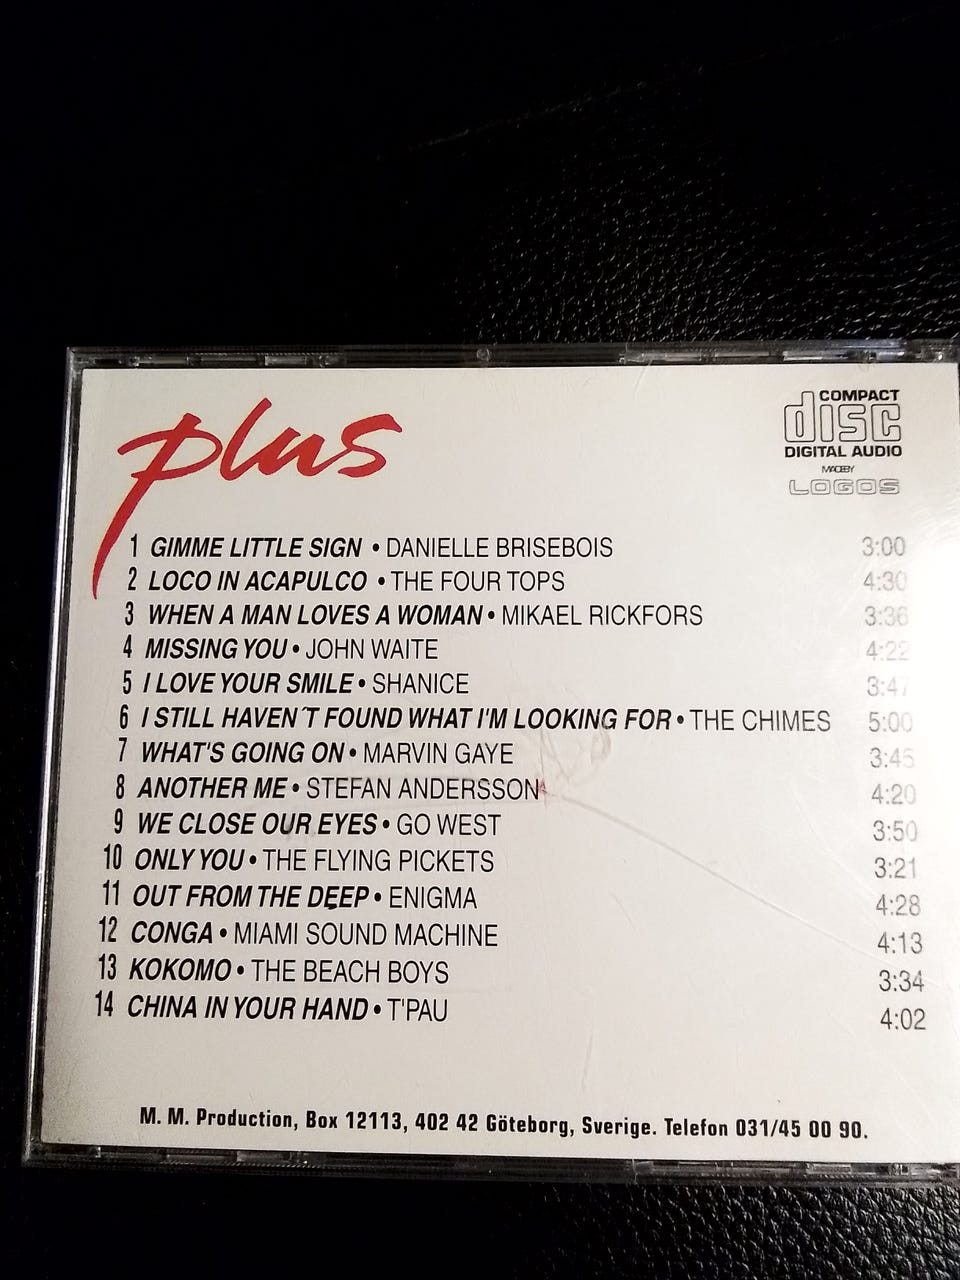 plus
COMPACT
disc
DIGITAL AUDIO
MADE BY
LOGOS
1 GIMME LITTLE SIGN • DANIELLE BRISEBOIS 3:00
2 LOCO IN ACAPULCO • THE FOUR TOPS 4:30
3 WHEN A MAN LOVES A WOMAN • MIKAEL RICKFORS 3:36
4 MISSING YOU • JOHN WAITE 4:22
5 I LOVE YOUR SMILE • SHANICE 3:47
6 I STILL HAVEN´T FOUND WHAT I'M LOOKING FOR • THE CHIMES 5:00
7 WHAT'S GOING ON • MARVIN GAYE 3:45
8 ANOTHER ME • STEFAN ANDERSSON 4:20
9 WE CLOSE OUR EYES • GO WEST 3:50
10 ONLY YOU • THE FLYING PICKETS 3:21
11 OUT FROM THE DEEP • ENIGMA 4:28
12 CONGA • MIAMI SOUND MACHINE 4:13
13 KOKOMO • THE BEACH BOYS 3:34
14 CHINA IN YOUR HAND • T'PAU 4:02
M. M. Production, Box 12113, 402 42 Göteborg, Sverige. Telefon 031/45 00 90.